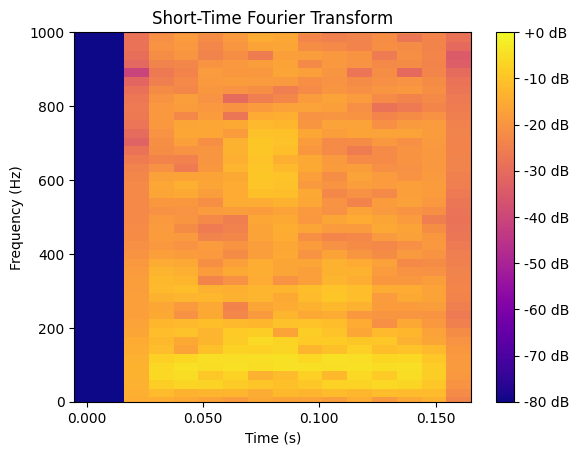 Short-Time Fourier Transform
1000
800
600
400
200
0
Frequency (Hz)
0.000
0.050
0.100
0.150
Time (s)
+0 dB
-10 dB
-20 dB
-30 dB
-40 dB
-50 dB
-60 dB
-70 dB
-80 dB